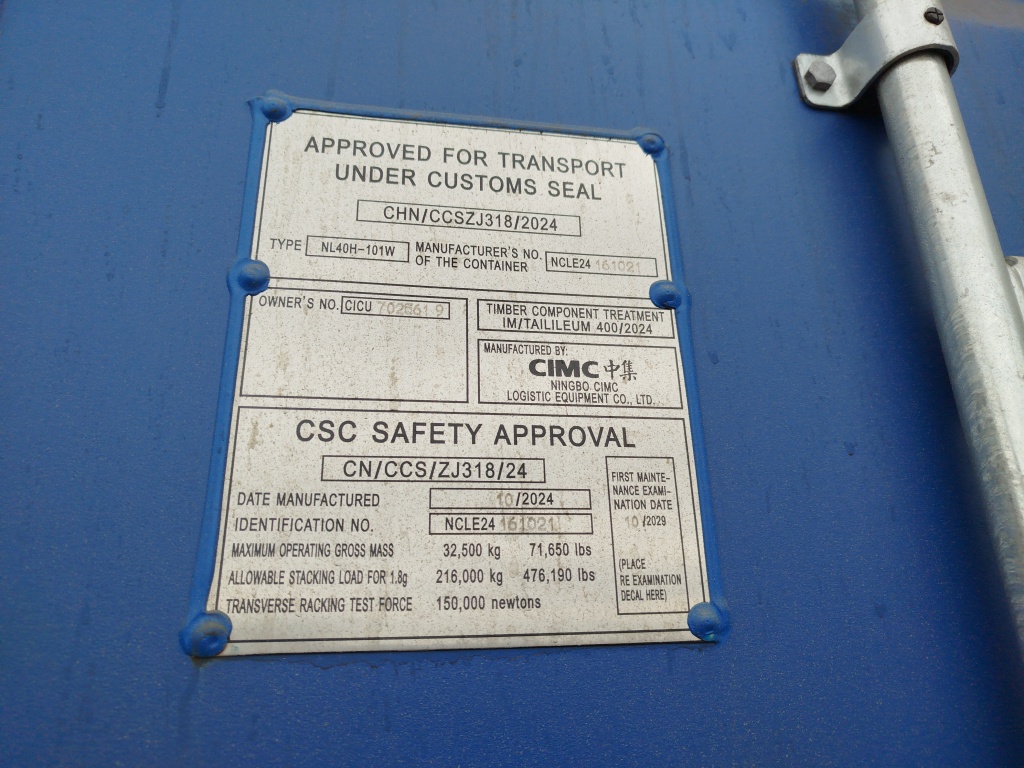 APPROVED FOR TRANSPORT
UNDER CUSTOMS SEAL
CHN/CCSZJ318/2024
TYPE NL40H-101W MANUFACTURER'S NO. OF THE CONTAINER NCLE24 161021
OWNER'S NO. CICU
TIMBER COMPONENT TREATMENT
IM/TAILILEUM 400/2024
MANUFACTURED BY:
CIMC 中集
NINGBO CIMC
LOGISTIC EQUIPMENT CO., LTD.
CSC SAFETY APPROVAL
CN/CCS/ZJ318/24
DATE MANUFACTURED 10/2024
IDENTIFICATION NO. NCLE24 161021
MAXIMUM OPERATING GROSS MASS 32,500 kg 71,650 lbs
ALLOWABLE STACKING LOAD FOR 1.8g 216,000 kg 476,190 lbs
TRANSVERSE RACKING TEST FORCE 150,000 newtons
FIRST MAINTE-
NANCE EXAMI-
NATION DATE
10/2029
(PLACE
RE EXAMINATION
DECAL HERE)